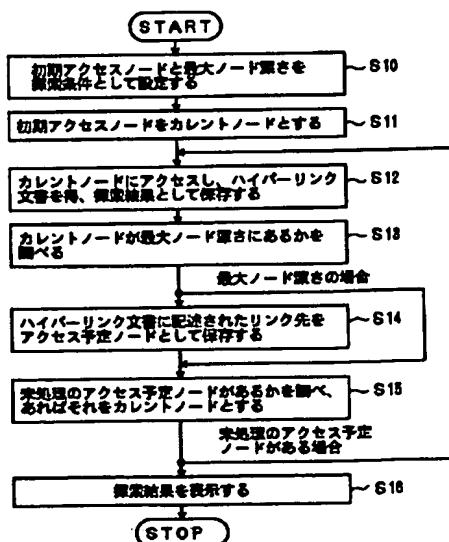 START
初期アクセスノードと最大ノード深さを
探索条件として設定する
S10
初期アクセスノードをカレントノードとする
S11
カレントノードにアクセスし、ハイパーリンク
文書を得、探索結果として保存する
S12
カレントノードが最大ノード深さにあるかを
調べる
S13
最大ノード深さの場合
ハイパーリンク文書に記述されたリンク先を
アクセス予定ノードとして保存する
S14
未処理のアクセス予定ノードがあるかを調べ、
あればそれをカレントノードとする
S15
未処理のアクセス予定
ノードがある場合
探索結果を表示する
S16
STOP